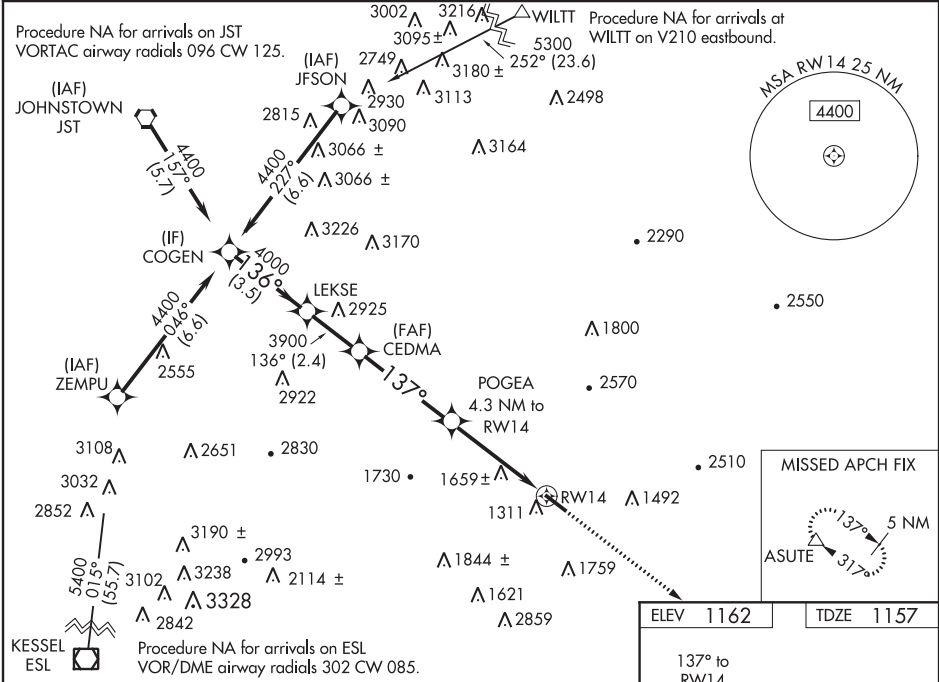 Procedure NA for arrivals on JST
VORTAC airway radials 096 CW 125.
3002
3216
3095 ±
WILTT
Procedure NA for arrivals at
WILTT on V210 eastbound.
5300
252° (23.6)
(IAF)
JFSON
2749
3180 ±
2930
3113
2498
2815
3090
3066 ±
3164
3066 ±
(IAF)
JOHNSTOWN
JST
4400
157°
(5.7)
4400
227°
(6.6)
MSA RW14 25 NM
4400
(IF)
COGEN
3226
3170
2290
4000
136°
(3.5)
LEKSE
2925
2550
4400
046°
(6.6)
3900
136° (2.4)
(FAF)
CEDMA
1800
(IAF)
ZEMPU
2555
2922
137°
POGEA
4.3 NM to
RW14
2570
3108
2651
2830
1730
1659±
2510
3032
2852
RW14
1311
1492
MISSED APCH FIX
137°
5 NM
ASUTE
317°
3190 ±
2993
3238
2114 ±
3102
3328
2842
1844 ±
1759
1621
2859
5400
015°
(55.7)
KESSEL
ESL
Procedure NA for arrivals on ESL
VOR/DME airway radials 302 CW 085.
ELEV 1162
TDZE 1157
137° to
RW14